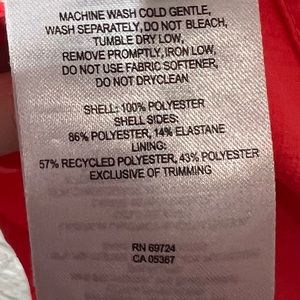 MACHINE WASH COLD GENTLE,
WASH SEPARATELY, DO NOT BLEACH,
TUMBLE DRY LOW,
REMOVE PROMPTLY, IRON LOW,
DO NOT USE FABRIC SOFTENER,
DO NOT DRYCLEAN
SHELL: 100% POLYESTER
SHELL SIDES:
86% POLYESTER, 14% ELASTANE
LINING:
57% RECYCLED POLYESTER, 43% POLYESTER
EXCLUSIVE OF TRIMMING
RN 69724
CA 05367